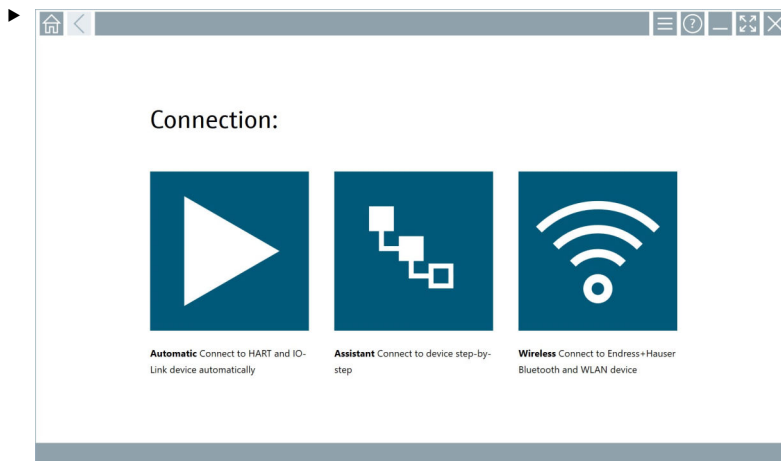 Connection:
Automatic Connect to HART and IO-
Link device automatically
Assistant Connect to device step-by-
step
Wireless Connect to Endress+Hauser
Bluetooth and WLAN device